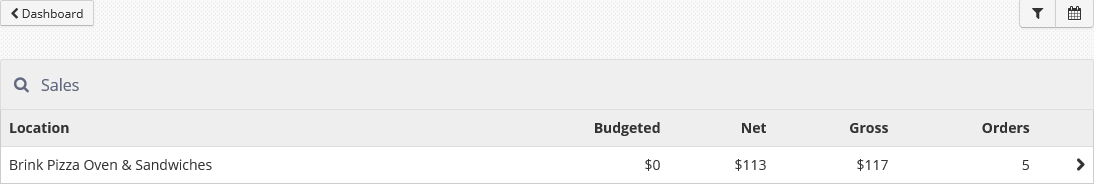 Dashboard
Sales
Location Budgeted Net Gross Orders
Brink Pizza Oven & Sandwiches $0 $113 $117 5